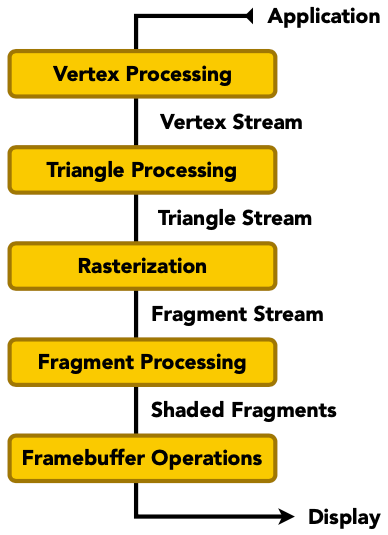 Application
Vertex Processing
Vertex Stream
Triangle Processing
Triangle Stream
Rasterization
Fragment Stream
Fragment Processing
Shaded Fragments
Framebuffer Operations
Display